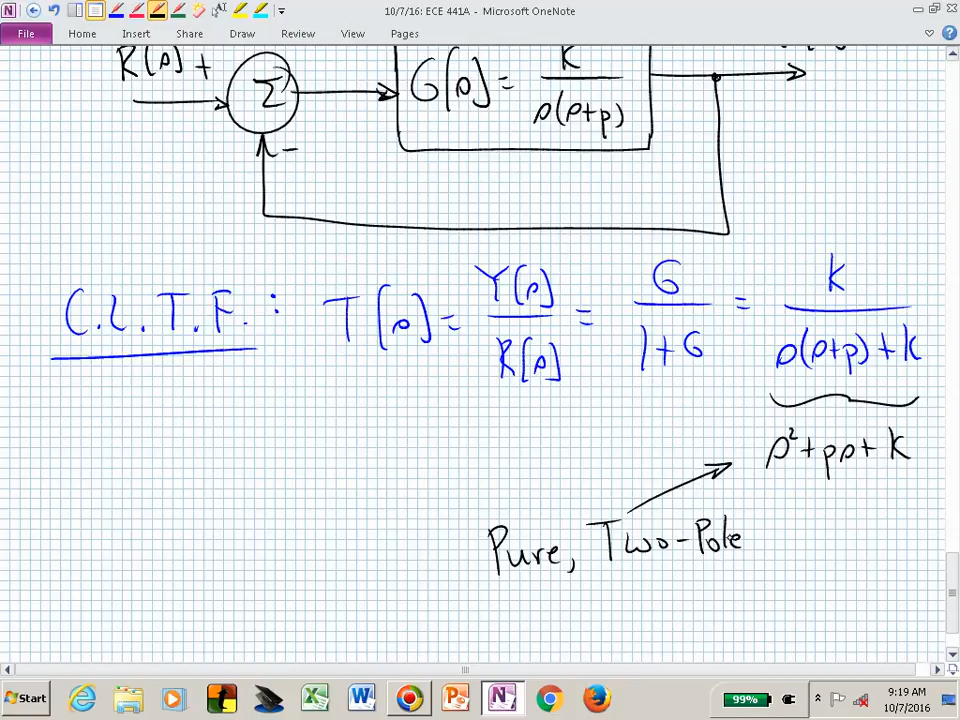 10/7/16: ECE 441A - Microsoft OneNote
File Home Insert Share Draw Review View Pages
R(s) +
Σ
G(s) = K / s(s+p)
-
C.L.T.F.: T(s) = Y(s) / R(s) = G / 1+G = K / s(s+p)+K
s²+ps+K
Pure, Two-Pole
Start
99%
9:19 AM
10/7/2016